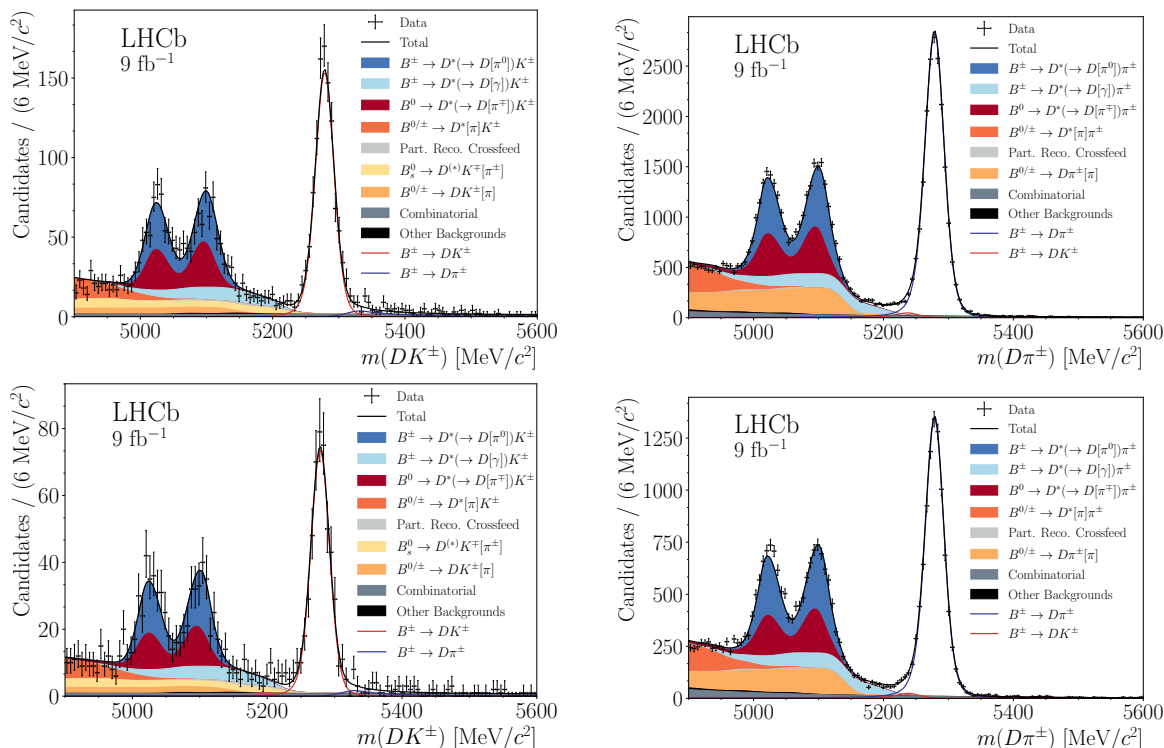 LHCb
9 fb⁻¹
Data
Total
B± → D*(→ D[π⁰])K±
B± → D*(→ D[γ])K±
B⁰ → D*(→ D[π∓])K±
B⁰/± → D*[π]K±
Part. Reco. Crossfeed
B⁰ₛ → D⁽*⁾K∓[π±]
B⁰/± → DK±[π]
Combinatorial
Other Backgrounds
B± → DK±
B± → Dπ±
Candidates / (6 MeV/c²)
150
100
50
0
5000
5200
5400
5600
m(DK±) [MeV/c²]
LHCb
9 fb⁻¹
Data
Total
B± → D*(→ D[π⁰])π±
B± → D*(→ D[γ])π±
B⁰ → D*(→ D[π∓])π±
B⁰/± → D*[π]π±
Part. Reco. Crossfeed
B⁰/± → Dπ±[π]
Combinatorial
Other Backgrounds
B± → Dπ±
B± → DK±
Candidates / (6 MeV/c²)
2500
2000
1500
1000
500
0
5000
5200
5400
5600
m(Dπ±) [MeV/c²]
LHCb
9 fb⁻¹
Data
Total
B± → D*(→ D[π⁰])K±
B± → D*(→ D[γ])K±
B⁰ → D*(→ D[π∓])K±
B⁰/± → D*[π]K±
Part. Reco. Crossfeed
B⁰ₛ → D⁽*⁾K∓[π±]
B⁰/± → DK±[π]
Combinatorial
Other Backgrounds
B± → DK±
B± → Dπ±
Candidates / (6 MeV/c²)
80
60
40
20
0
5000
5200
5400
5600
m(DK±) [MeV/c²]
LHCb
9 fb⁻¹
Data
Total
B± → D*(→ D[π⁰])π±
B± → D*(→ D[γ])π±
B⁰ → D*(→ D[π∓])π±
B⁰/± → D*[π]π±
Part. Reco. Crossfeed
B⁰/± → Dπ±[π]
Combinatorial
Other Backgrounds
B± → Dπ±
B± → DK±
Candidates / (6 MeV/c²)
1250
1000
750
500
250
0
5000
5200
5400
5600
m(Dπ±) [MeV/c²]